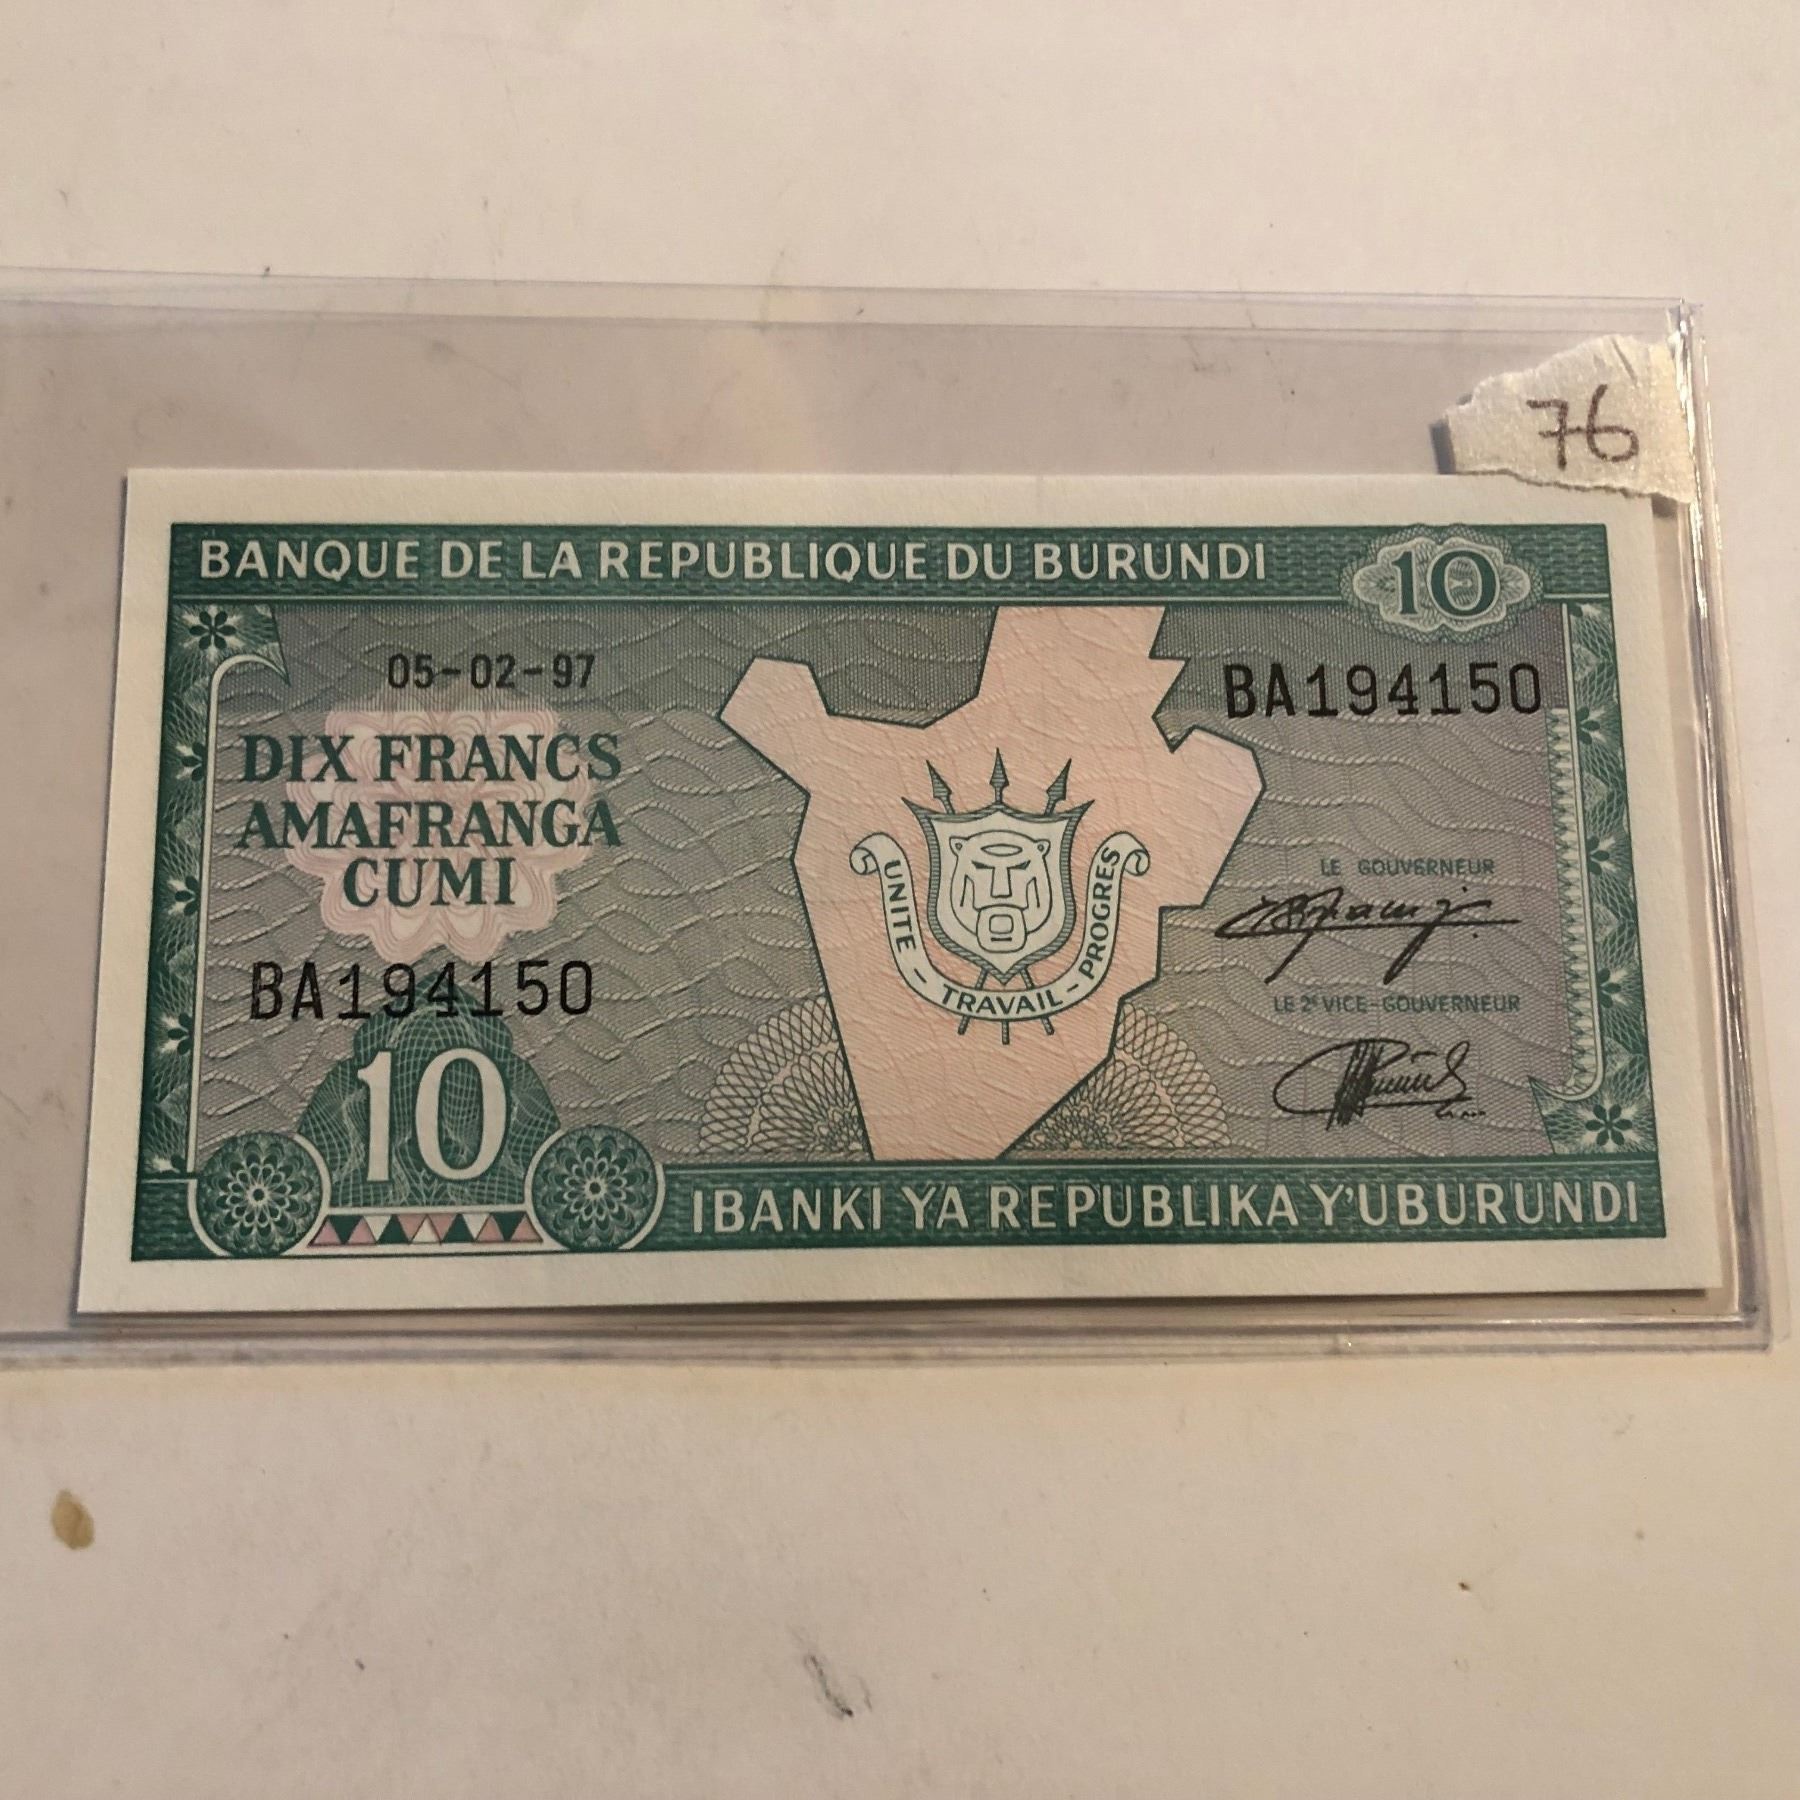 76
BANQUE DE LA REPUBLIQUE DU BURUNDI
10
05-02-97
BA194150
DIX FRANCS
AMAFRANGA
CUMI
UNITE - TRAVAIL - PROGRES
LE GOUVERNEUR
BA194150
LE 2e VICE-GOUVERNEUR
10
IBANKI YA REPUBLIKA Y'UBURUNDI